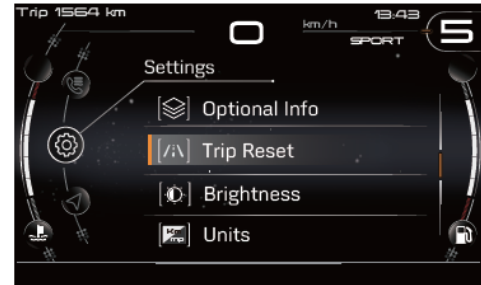 Trip 1564 km
0
km/h
13:43
SPORT
5
Settings
Optional Info
Trip Reset
Brightness
Units